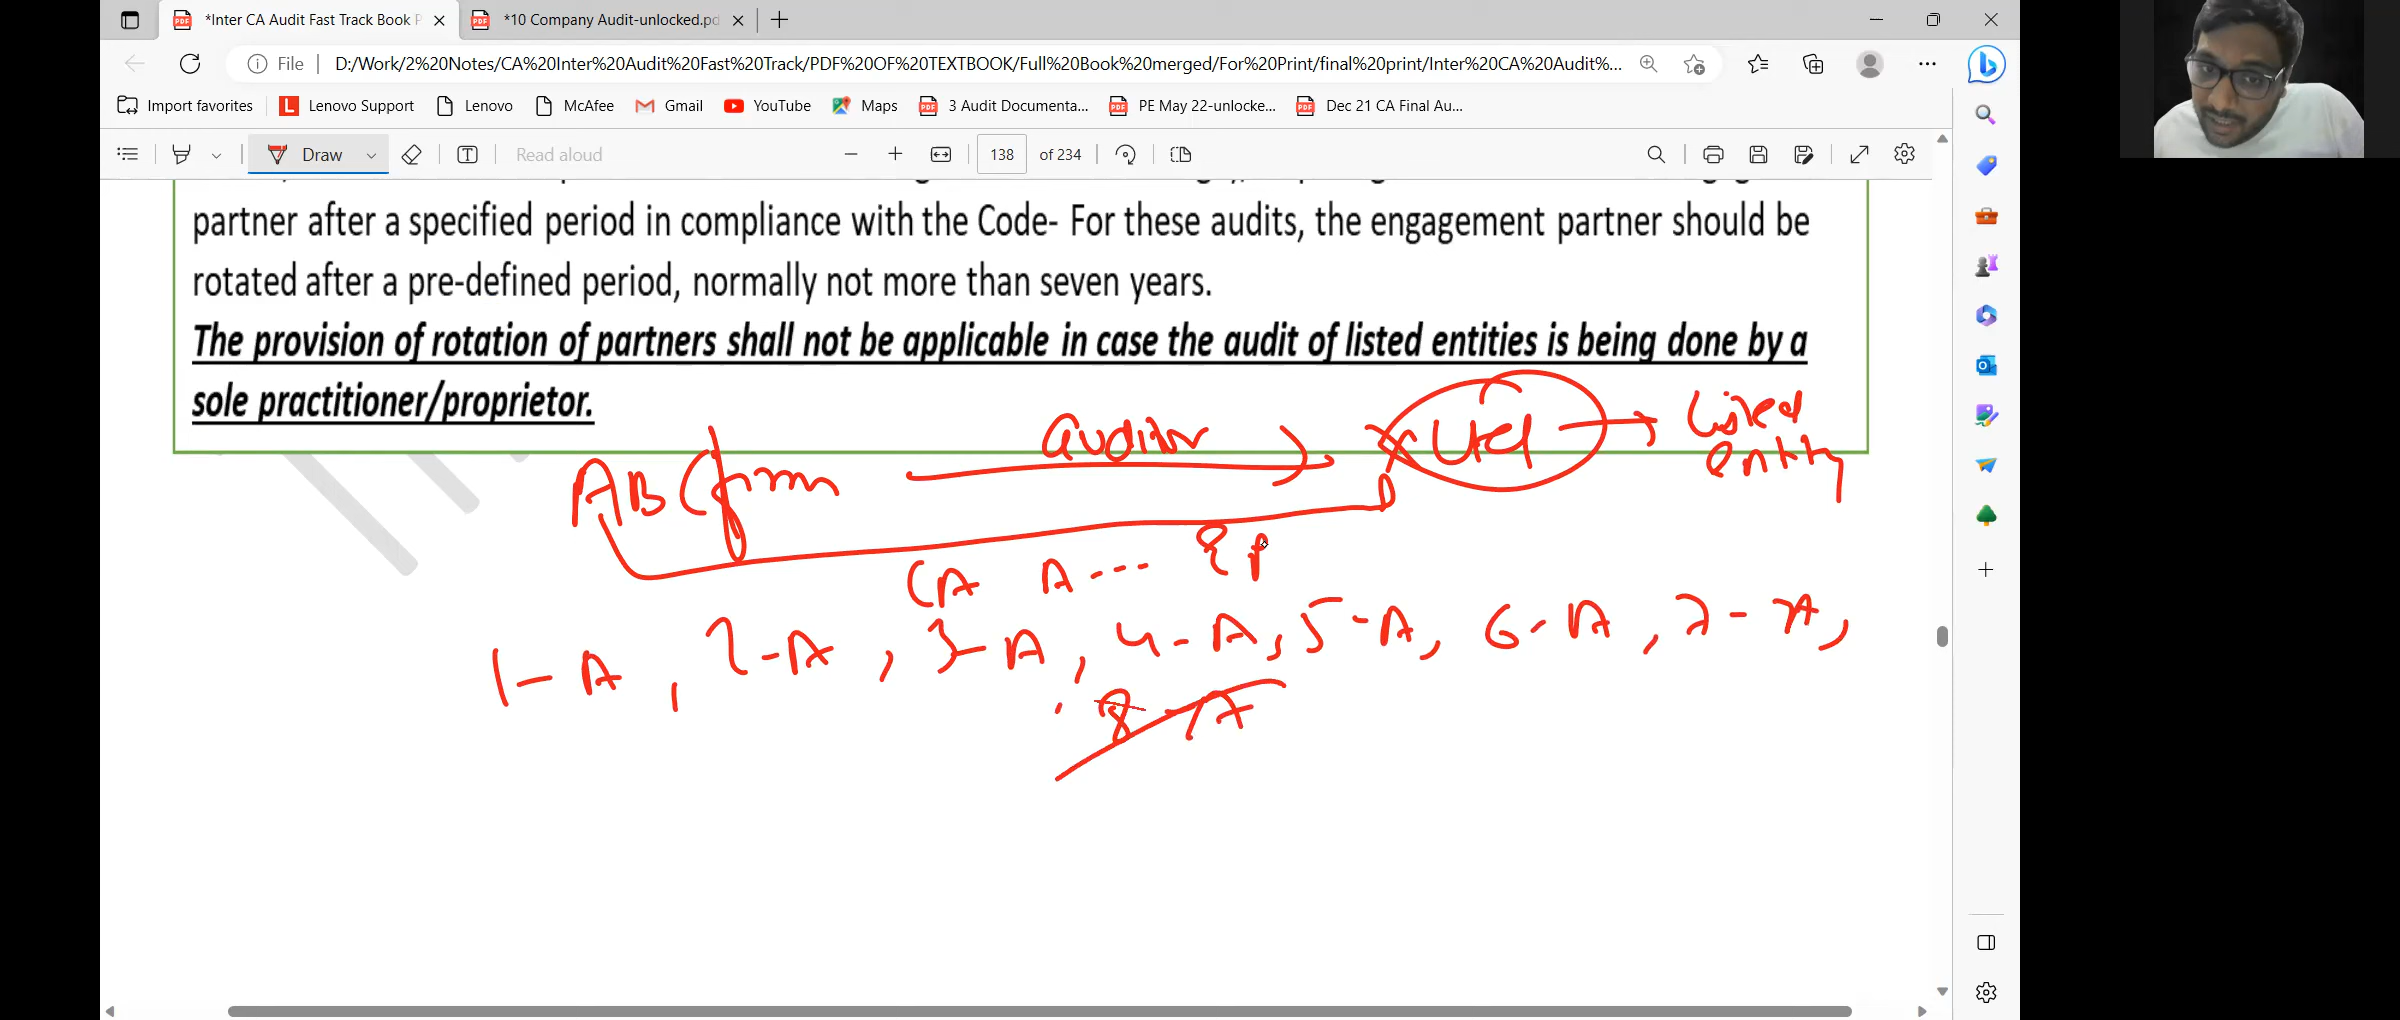 *Inter CA Audit Fast Track Book P
*10 Company Audit-unlocked.pd
File D:/Work/2%20Notes/CA%20Inter%20Audit%20Fast%20Track/PDF%20OF%20TEXTBOOK/Full%20Book%20merged/For%20Print/final%20print/Inter%20CA%20Audit%...
Import favorites Lenovo Support Lenovo McAfee Gmail YouTube Maps 3 Audit Documenta... PE May 22-unlocke... Dec 21 CA Final Au...
Draw Read aloud 138 of 234
partner after a specified period in compliance with the Code- For these audits, the engagement partner should be
rotated after a pre-defined period, normally not more than seven years.
The provision of rotation of partners shall not be applicable in case the audit of listed entities is being done by a
sole practitioner/proprietor.
auditor X Ltd Listed
ABC firm entity
CA A... EP
1-A, 2-A, 3-A, 4-A, 5-A, 6-A, 7-A,
8-A